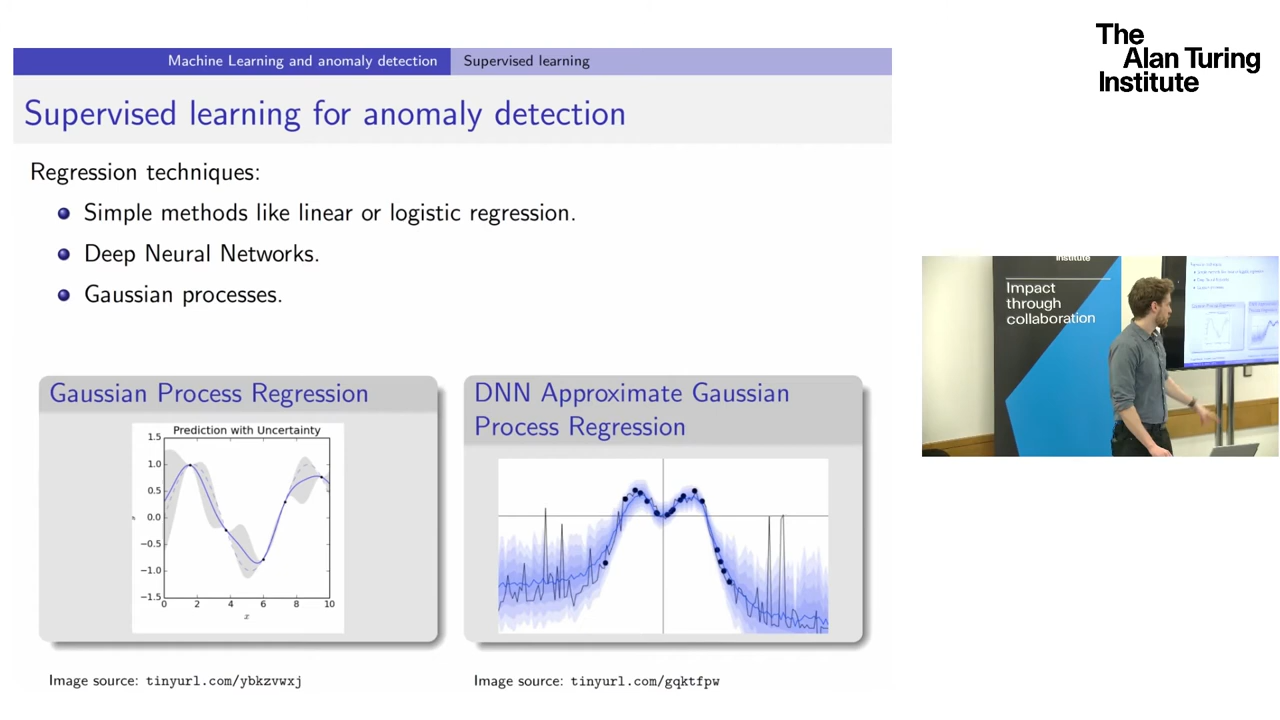 The
Alan Turing
Institute
Machine Learning and anomaly detection Supervised learning
Supervised learning for anomaly detection
Regression techniques:
Simple methods like linear or logistic regression.
Deep Neural Networks.
Gaussian processes.
Gaussian Process Regression
Prediction with Uncertainty
1.5
1.0
0.5
0.0
−0.5
−1.0
−1.5
0 2 4 6 8 10
x
DNN Approximate Gaussian
Process Regression
Image source: tinyurl.com/ybkzvwxj
Image source: tinyurl.com/gqktfpw
Institute
Impact
through
collaboration